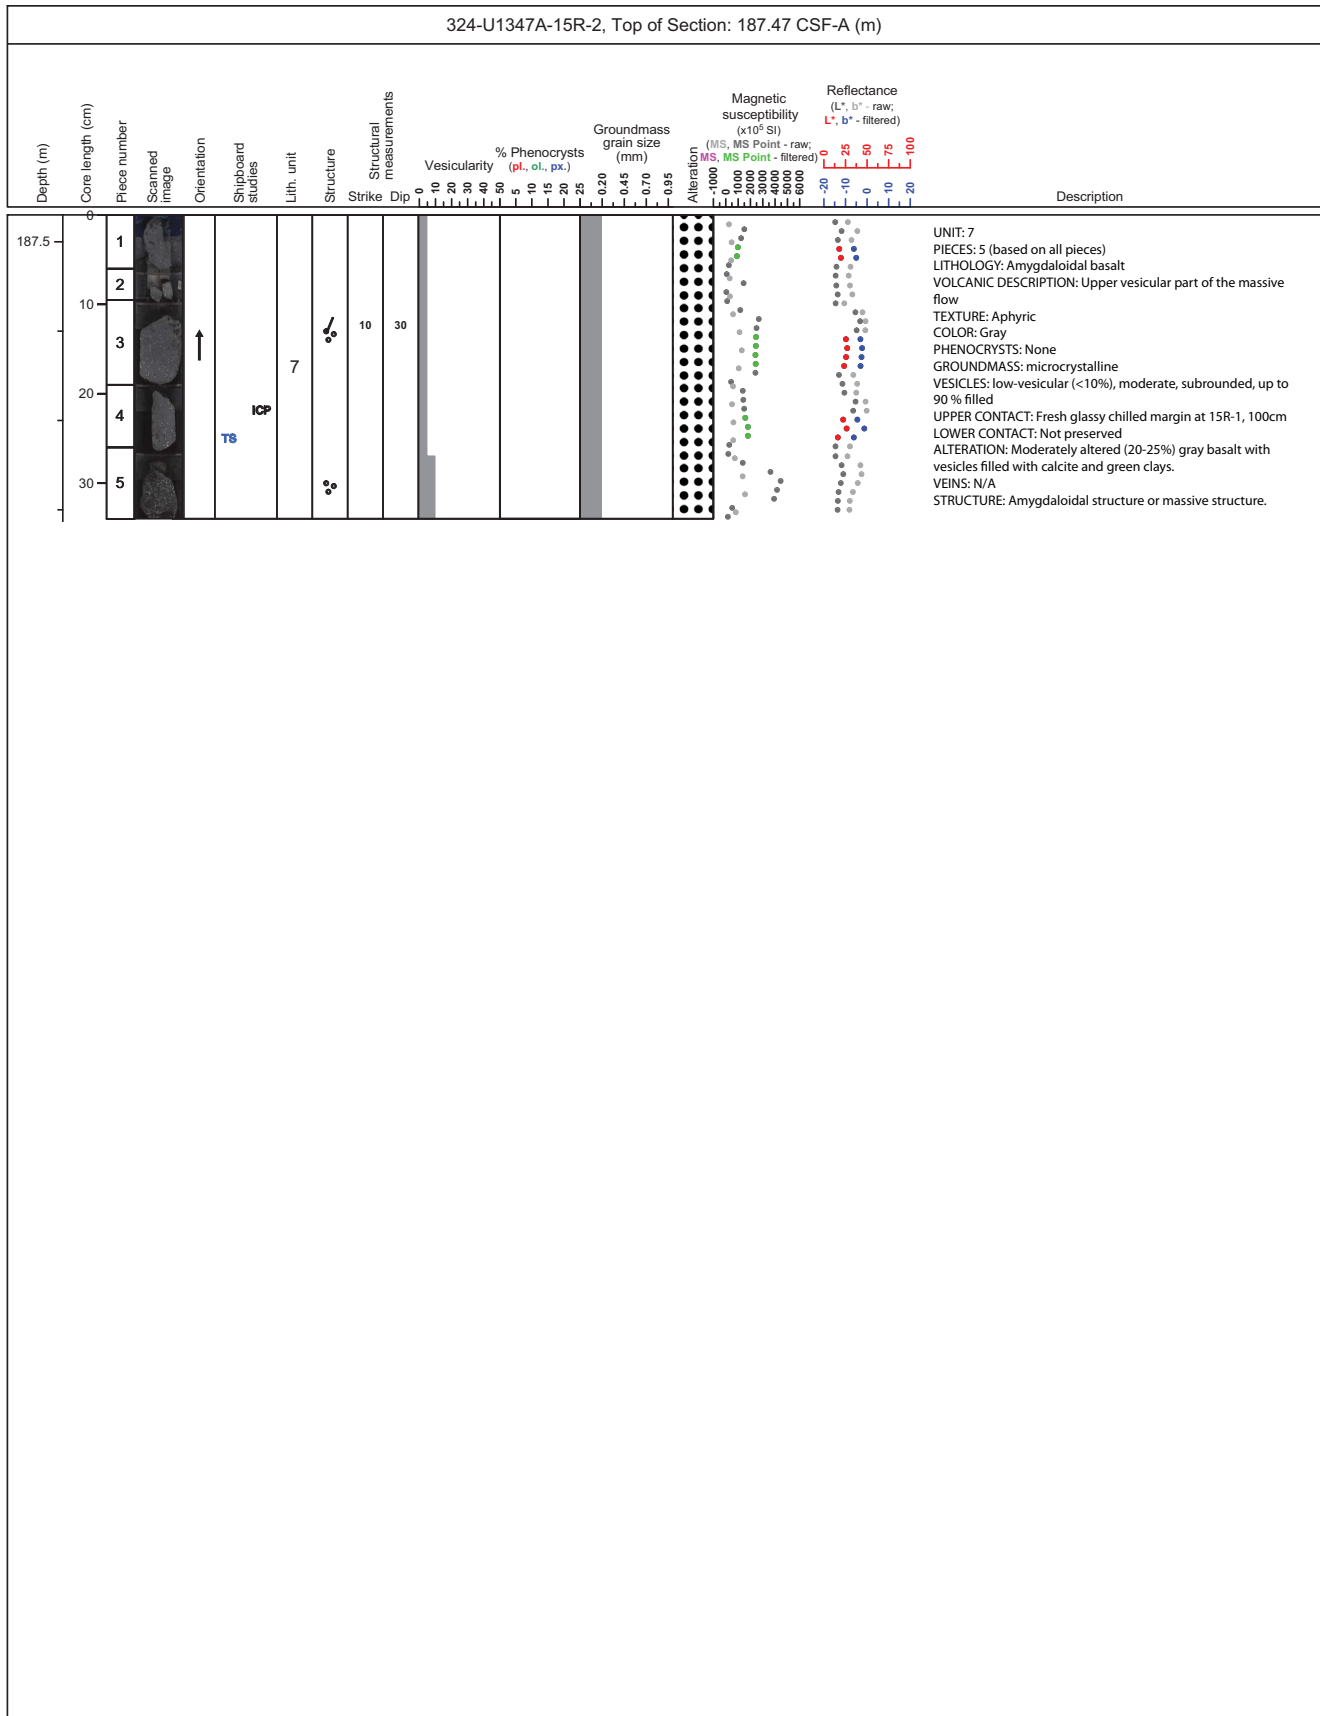 324-U1347A-15R-2, Top of Section: 187.47 CSF-A (m)
Depth (m)
Core length (cm)
Piece number
Scanned
image
Orientation
Shipboard
studies
Lith. unit
Structure
Structural
measurements
Strike Dip
Vesicularity
0 10 20 30 40 50
% Phenocrysts
(pl., ol., px.)
5 10 15 20 25
Groundmass
grain size
(mm)
0.20 0.45 0.70 0.95
Alteration
Magnetic
susceptibility
(x10⁵ SI)
(MS, MS Point - raw;
MS, MS Point - filtered)
-1000 0 1000 2000 3000 4000 5000 6000
Reflectance
(L*, b* - raw;
L*, b* - filtered)
0 25 50 75 100
-20 -10 0 10 20
Description
187.5
0
10
20
30
1
2
3
4
5
TS
ICP
7
10
30
UNIT: 7
PIECES: 5 (based on all pieces)
LITHOLOGY: Amygdaloidal basalt
VOLCANIC DESCRIPTION: Upper vesicular part of the massive
flow
TEXTURE: Aphyric
COLOR: Gray
PHENOCRYSTS: None
GROUNDMASS: microcrystalline
VESICLES: low-vesicular (<10%), moderate, subrounded, up to
90 % filled
UPPER CONTACT: Fresh glassy chilled margin at 15R-1, 100cm
LOWER CONTACT: Not preserved
ALTERATION: Moderately altered (20-25%) gray basalt with
vesicles filled with calcite and green clays.
VEINS: N/A
STRUCTURE: Amygdaloidal structure or massive structure.